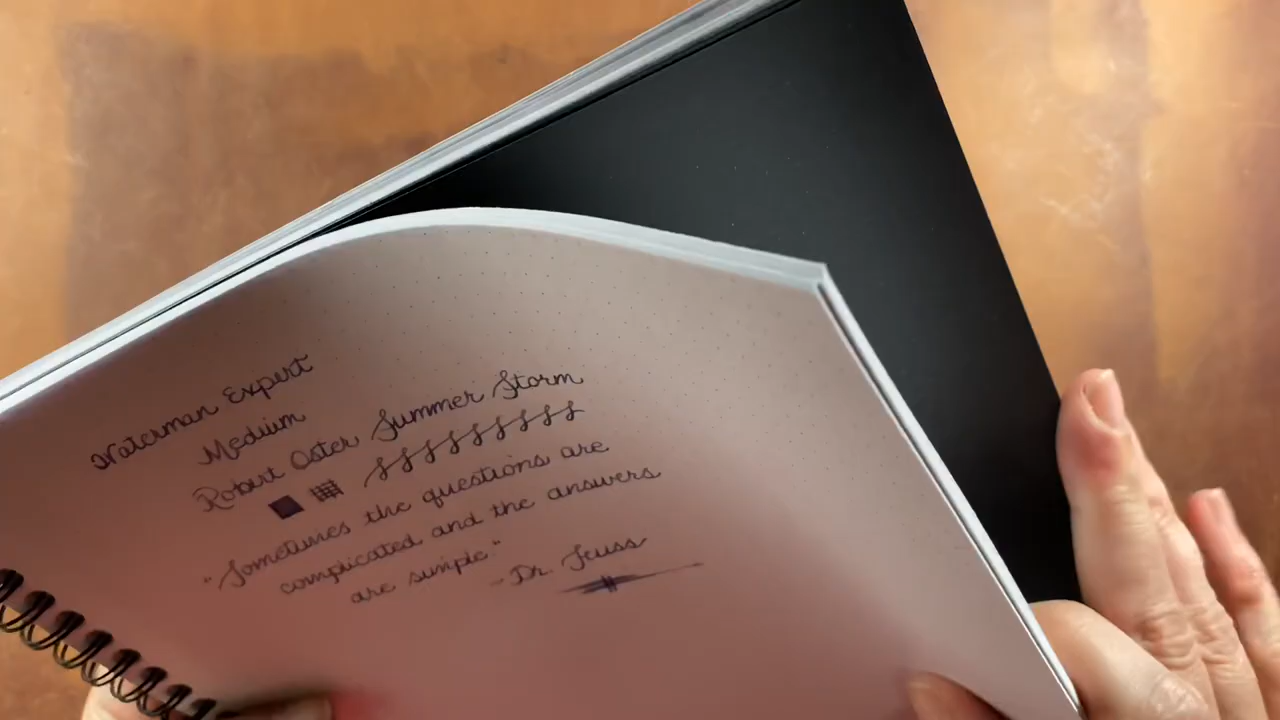 Waterman Expert
Medium
Robert Oster Summer Storm
"Sometimes the questions are
complicated and the answers
are simple."
- Dr. Seuss